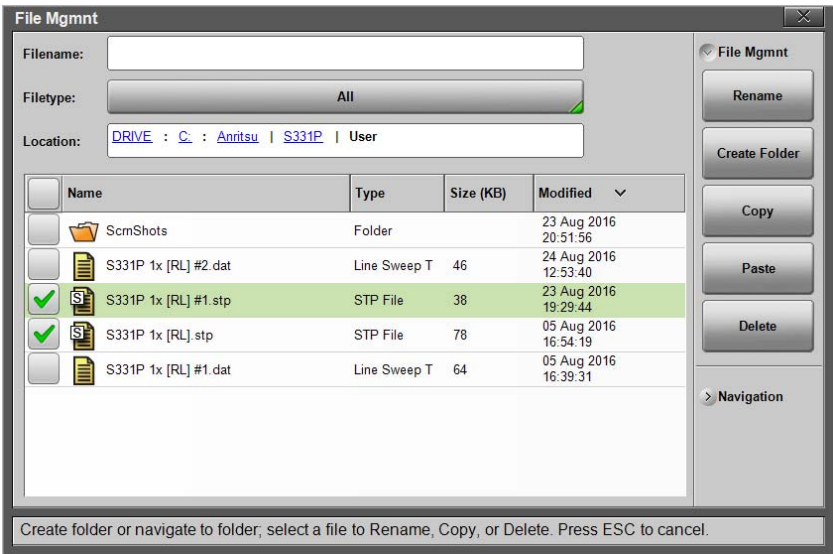 File Mgmnt
Filename:
Filetype: All
Location: DRIVE : C: : Anritsu | S331P | User
Name Type Size (KB) Modified
ScrnShots Folder 23 Aug 2016 20:51:56
S331P 1x [RL] #2.dat Line Sweep T 46 24 Aug 2016 12:53:40
S331P 1x [RL] #1.stp STP File 38 23 Aug 2016 19:29:44
S331P 1x [RL].stp STP File 78 05 Aug 2016 16:54:19
S331P 1x [RL] #1.dat Line Sweep T 64 05 Aug 2016 16:39:31
File Mgmnt
Rename
Create Folder
Copy
Paste
Delete
Navigation
Create folder or navigate to folder; select a file to Rename, Copy, or Delete. Press ESC to cancel.